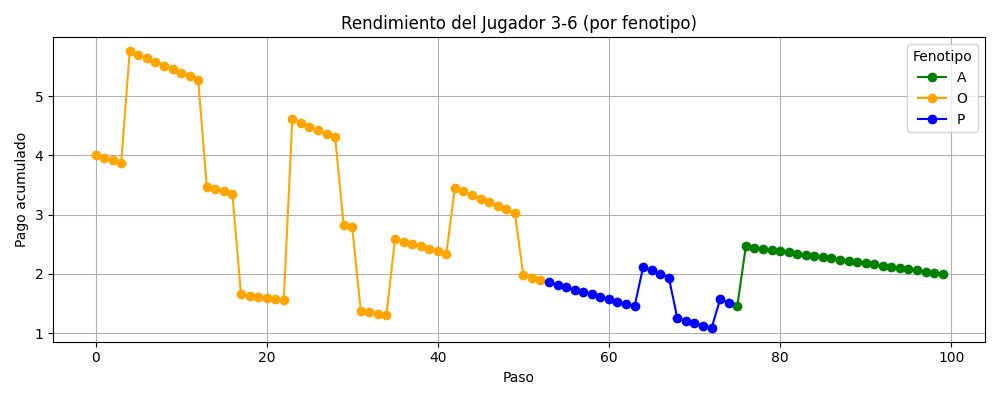 Rendimiento del Jugador 3-6 (por fenotipo)
Pago acumulado
5
4
3
2
1
0
20
40
60
80
100
Paso
Fenotipo
A
O
P